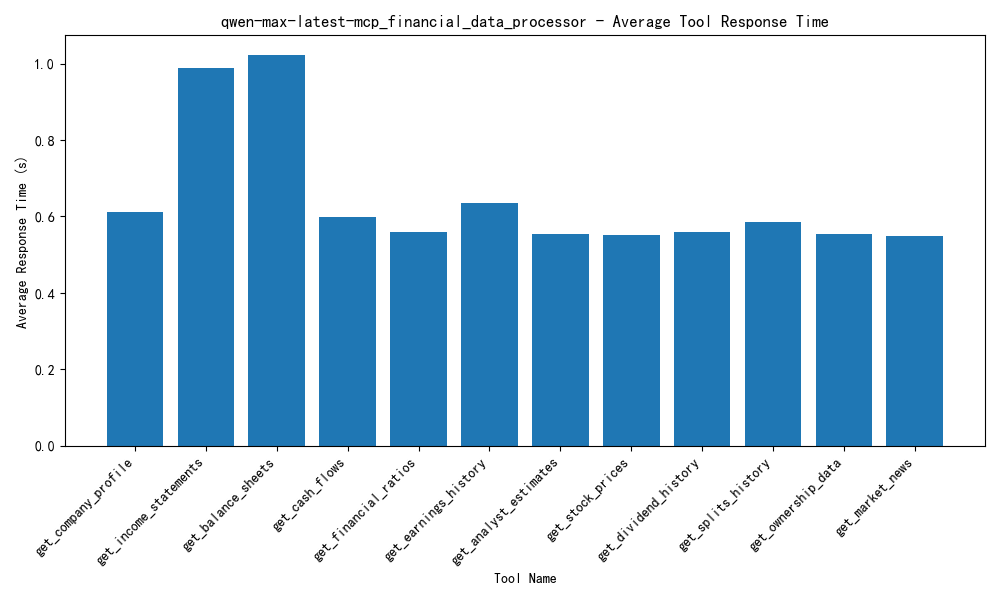 qwen-max-latest-mcp_financial_data_processor - Average Tool Response Time
Average Response Time (s)
1.0
0.8
0.6
0.4
0.2
0.0
get_company_profile
get_income_statements
get_balance_sheets
get_cash_flows
get_financial_ratios
get_earnings_history
get_analyst_estimates
get_stock_prices
get_dividend_history
get_splits_history
get_ownership_data
get_market_news
Tool Name